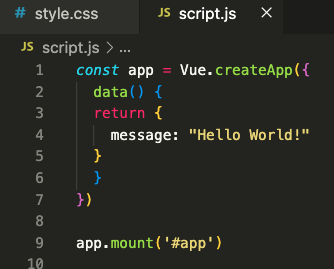 # style.css JS script.js ×
JS script.js > ...
1 const app = Vue.createApp({
2 data() {
3 return {
4 message: "Hello World!"
5 }
6 }
7 })
8
9 app.mount('#app')
10